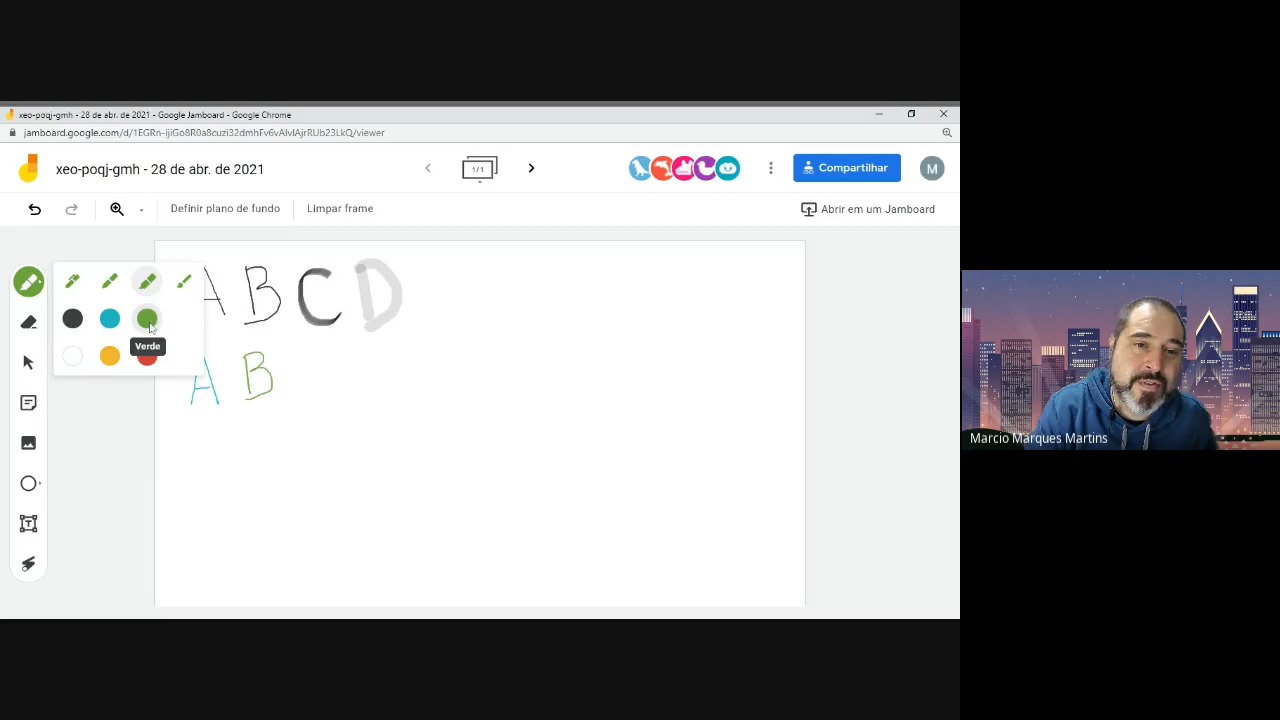 xeo-poqj-gmh - 28 de abr. de 2021 - Google Jamboard - Google Chrome
jamboard.google.com/d/1EGRn-ijiGo8R0a8cuzi32dmhFv6vAlvIAjrRUb23LkQ/viewer
xeo-poqj-gmh - 28 de abr. de 2021
1/1
Compartilhar
M
Definir plano de fundo
Limpar frame
Abrir em um Jamboard
A B C D
Verde
A B
T
Marcio Marques Martins